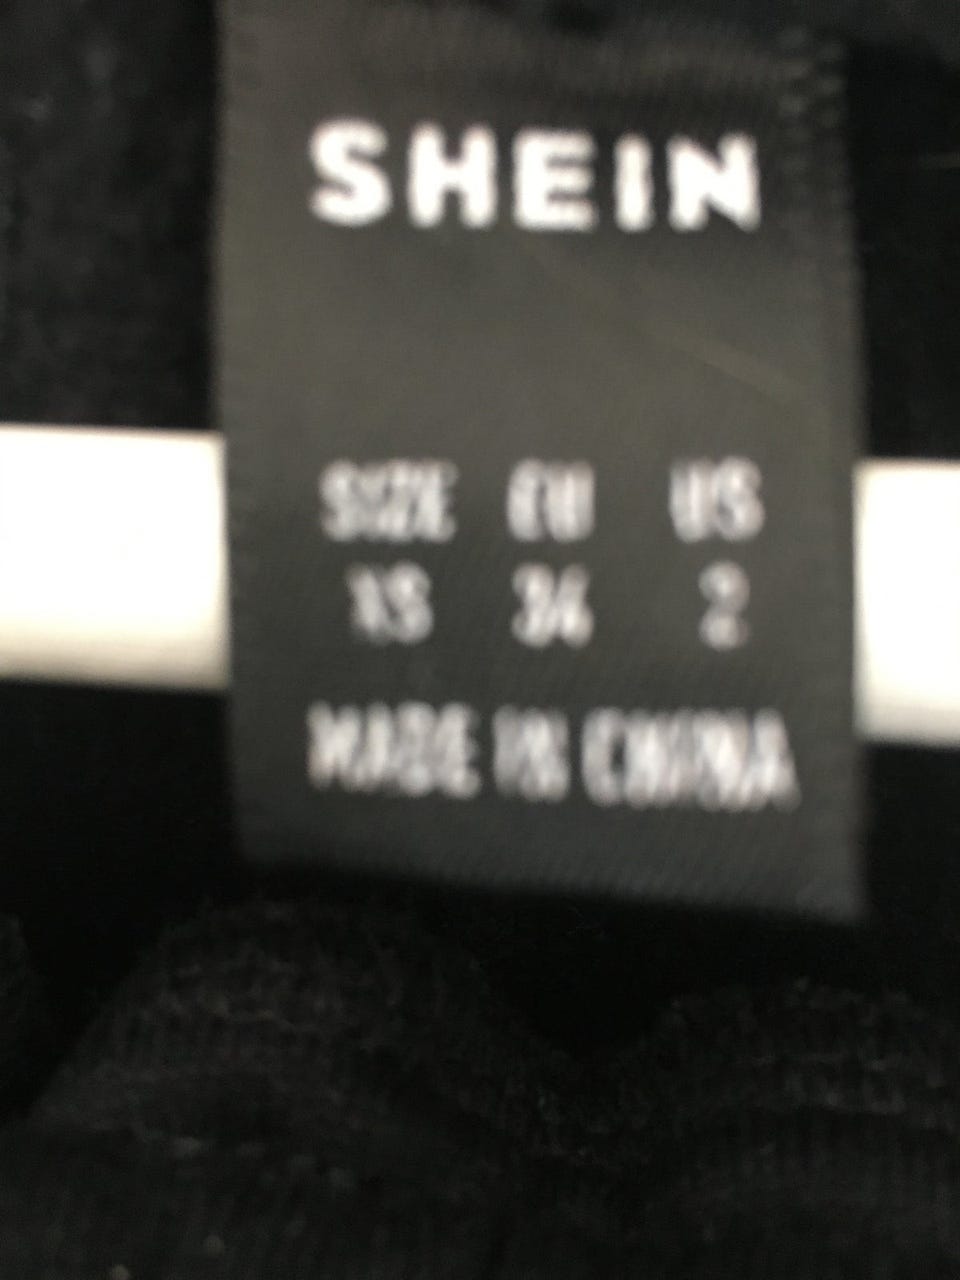 SHEIN
SIZE EU US
XS 34 2
MADE IN CHINA